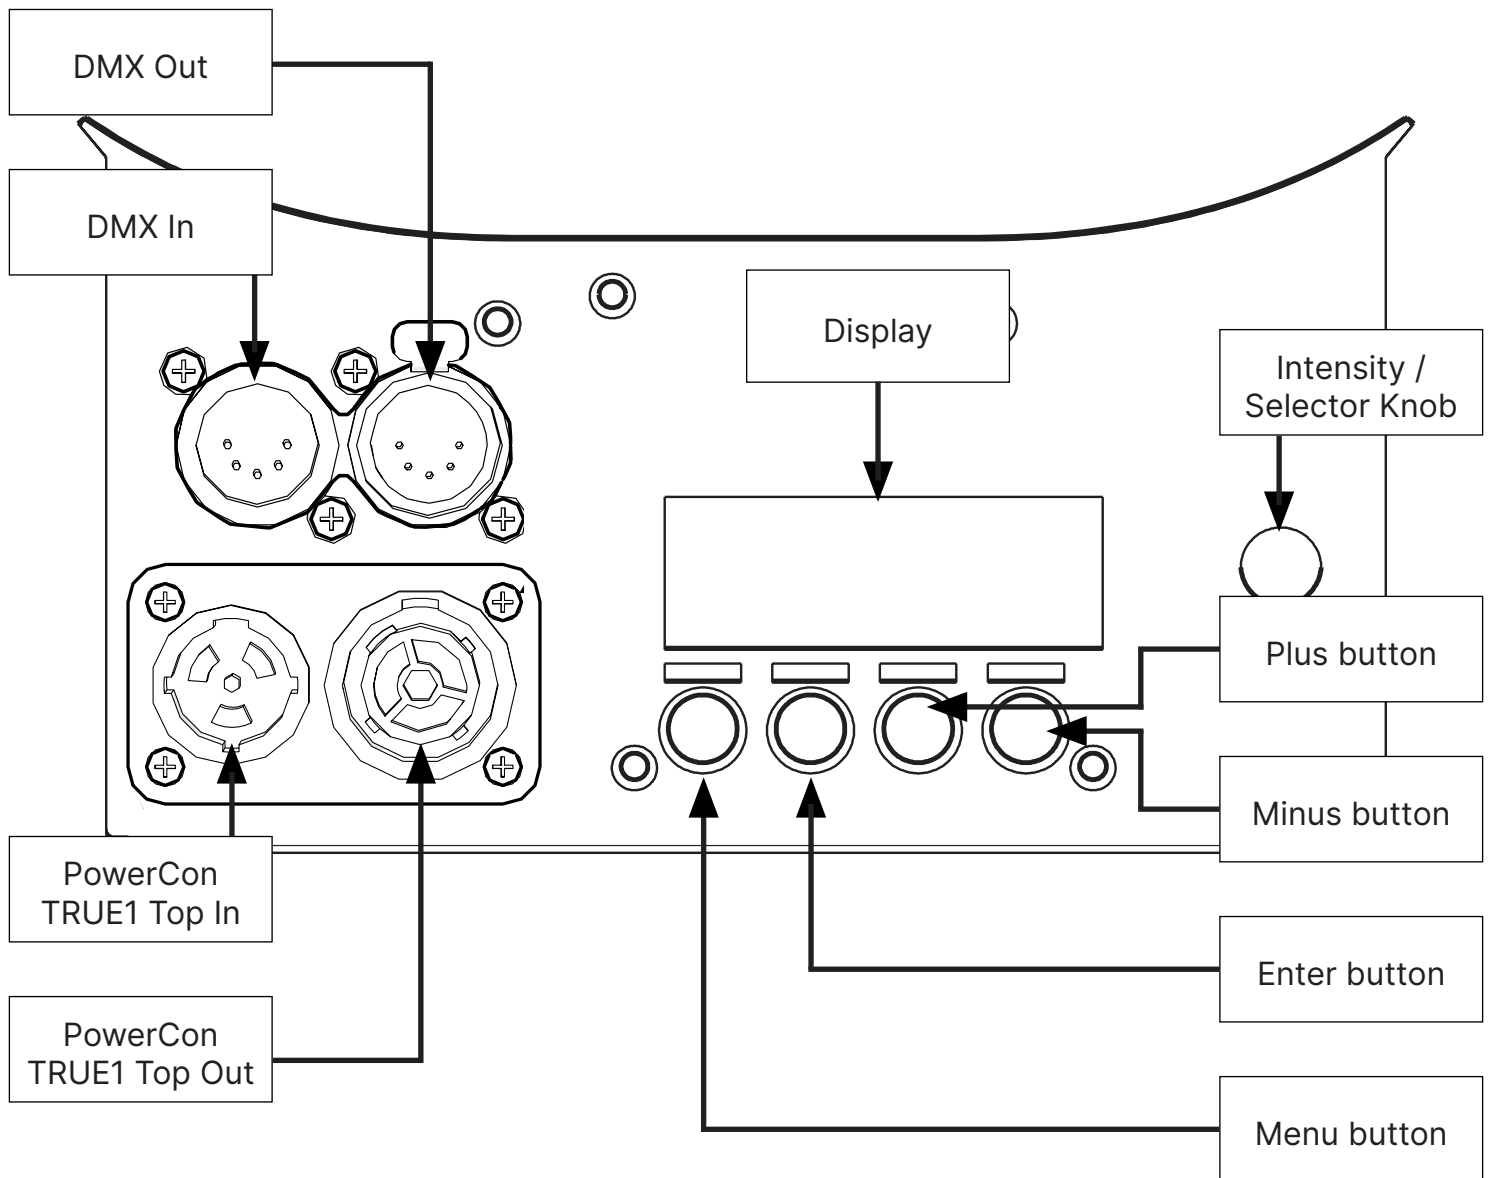 DMX Out
DMX In
Display
Intensity /
Selector Knob
Plus button
Minus button
PowerCon
TRUE1 Top In
Enter button
PowerCon
TRUE1 Top Out
Menu button